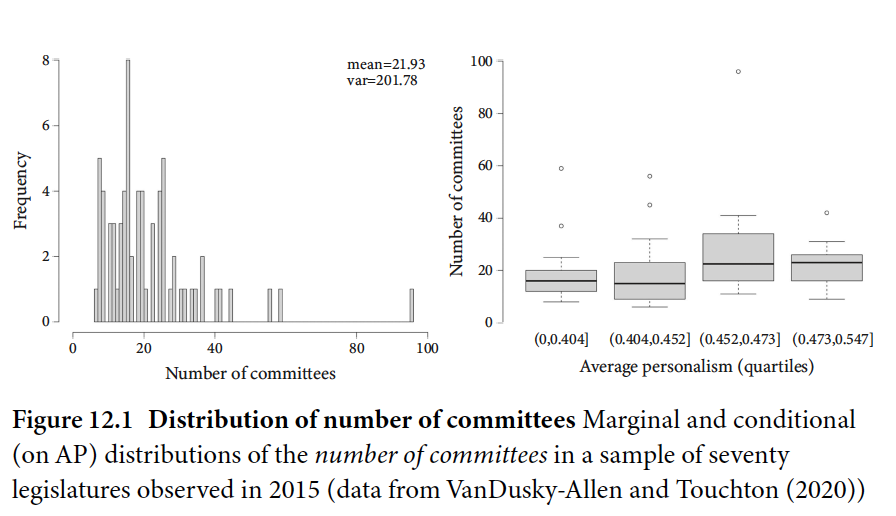 8
6
4
2
0
Frequency
mean=21.93
var=201.78
0 20 40 80 100
Number of committees
100
80
60
40
20
0
Number of committees
(0,0.404] (0.404,0.452] (0.452,0.473] (0.473,0.547]
Average personalism (quartiles)
Figure 12.1 Distribution of number of committees Marginal and conditional
(on AP) distributions of the number of committees in a sample of seventy
legislatures observed in 2015 (data from VanDusky-Allen and Touchton (2020))